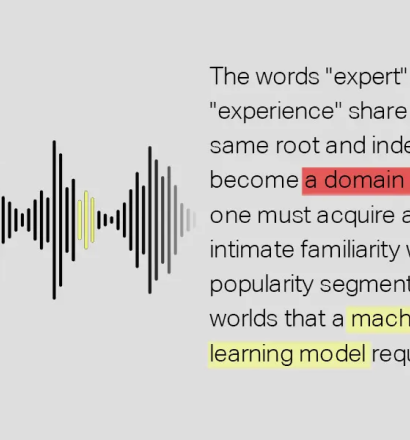 The words "expert"
"experience" share
same root and inde
become a domain
one must acquire a
intimate familiarity w
popularity segment
worlds that a mach
learning model requ